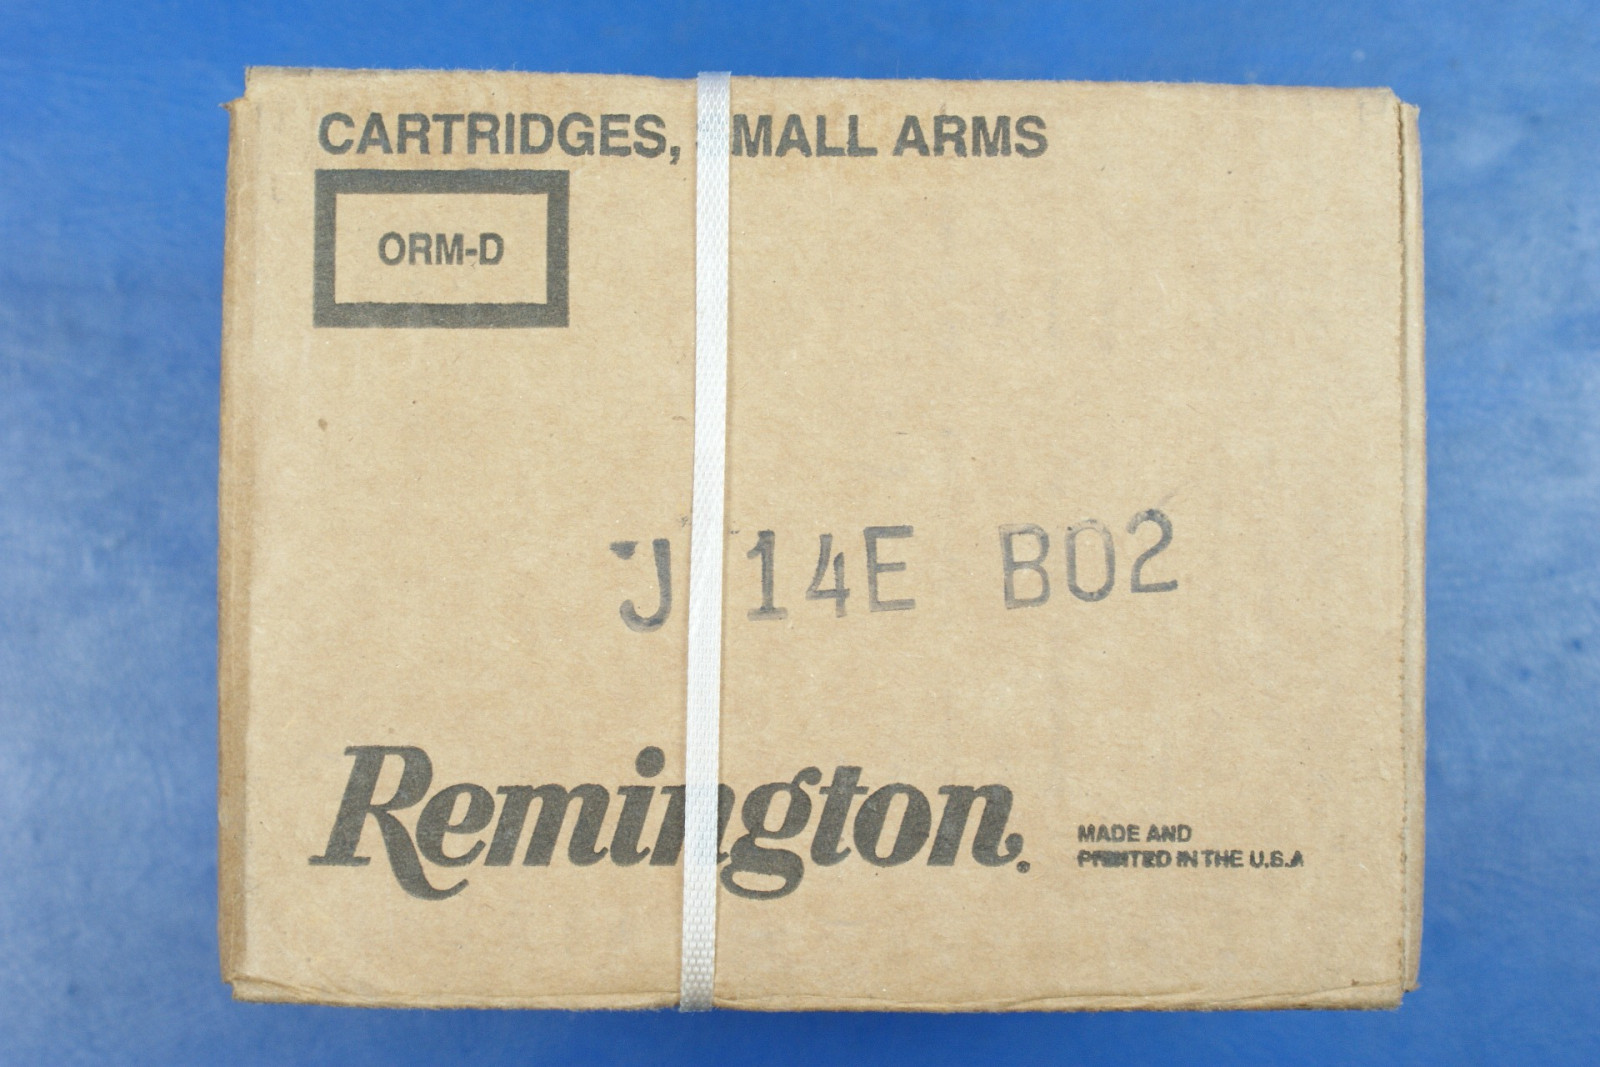 CARTRIDGES, SMALL ARMS
ORM-D
J 14E B02
Remington®
MADE AND
PRINTED IN THE U.S.A